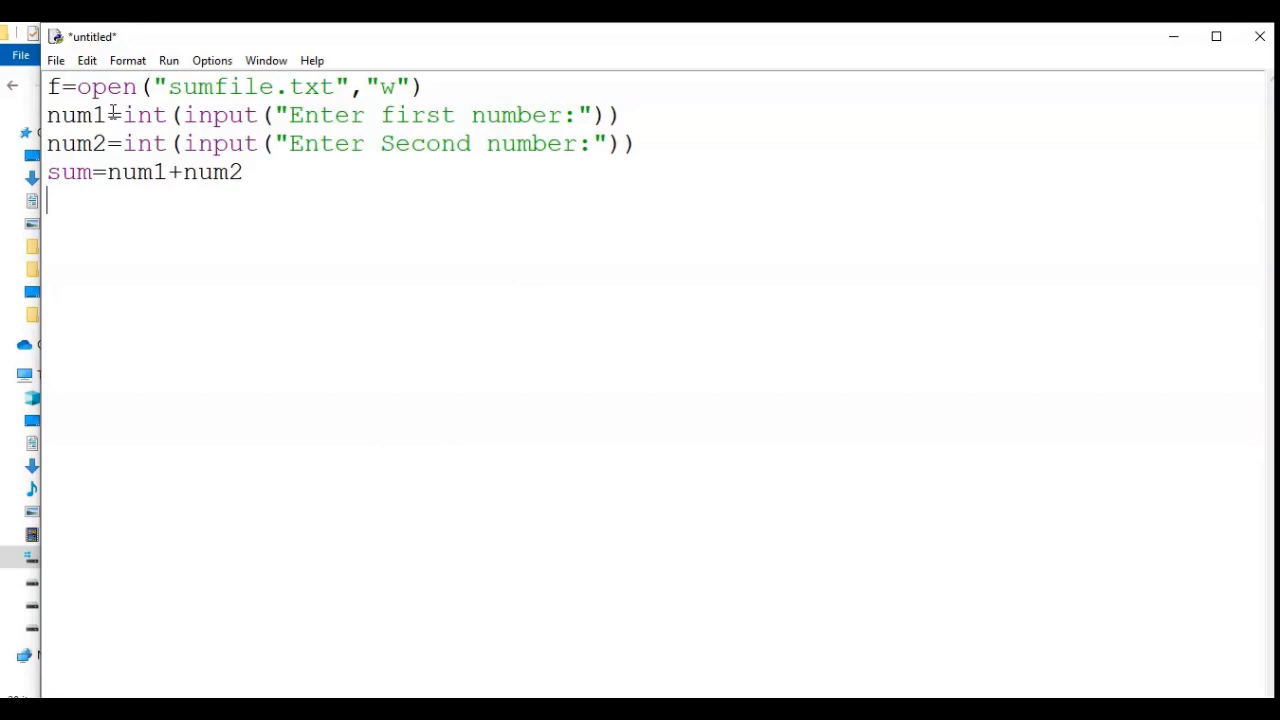 *untitled*
File
File Edit Format Run Options Window Help
f=open("sumfile.txt","w")
num1=int(input("Enter first number:"))
num2=int(input("Enter Second number:"))
sum=num1+num2